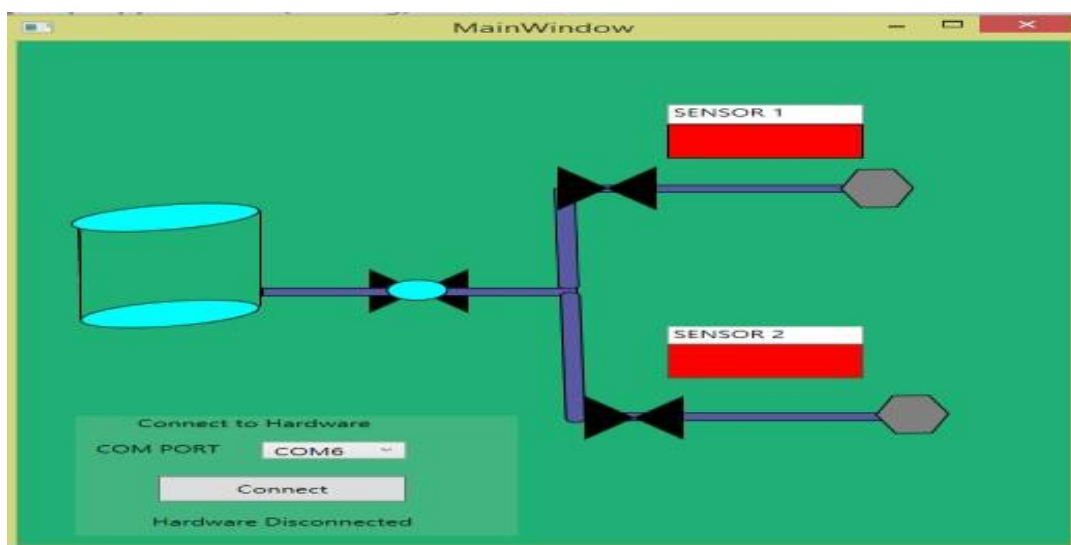 MainWindow
SENSOR 1
SENSOR 2
Connect to Hardware
COM PORT COM6
Connect
Hardware Disconnected